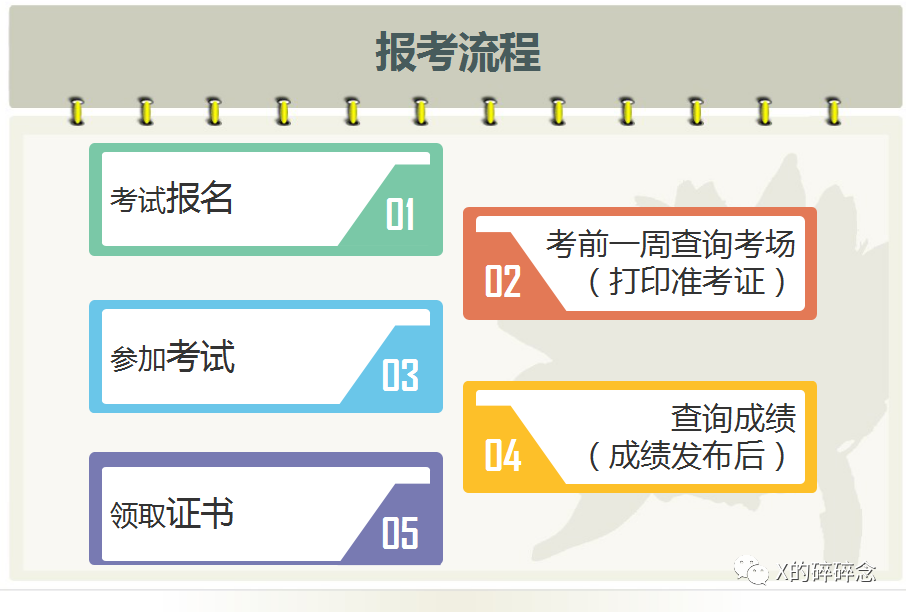 报考流程
考试报名
01
考前一周查询考场
（打印准考证）
02
参加考试
03
查询成绩
（成绩发布后）
04
领取证书
05
X的碎碎念